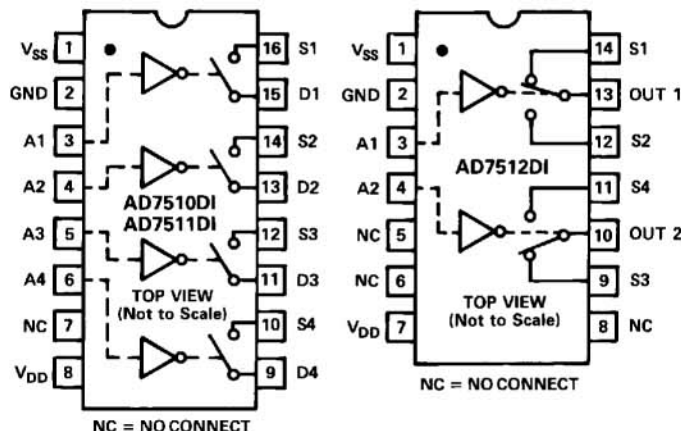 VSS 1 16 S1
GND 2 15 D1
A1 3 14 S2
A2 4 13 D2
AD7510DI
AD7511DI
A3 5 12 S3
A4 6 11 D3
TOP VIEW
(Not to Scale)
NC 7 10 S4
VDD 8 9 D4
NC = NO CONNECT
VSS 1 14 S1
GND 2 13 OUT 1
A1 3 12 S2
AD7512DI
A2 4 11 S4
NC 5 10 OUT 2
NC 6 9 S3
TOP VIEW
(Not to Scale)
VDD 7 8 NC
NC = NO CONNECT